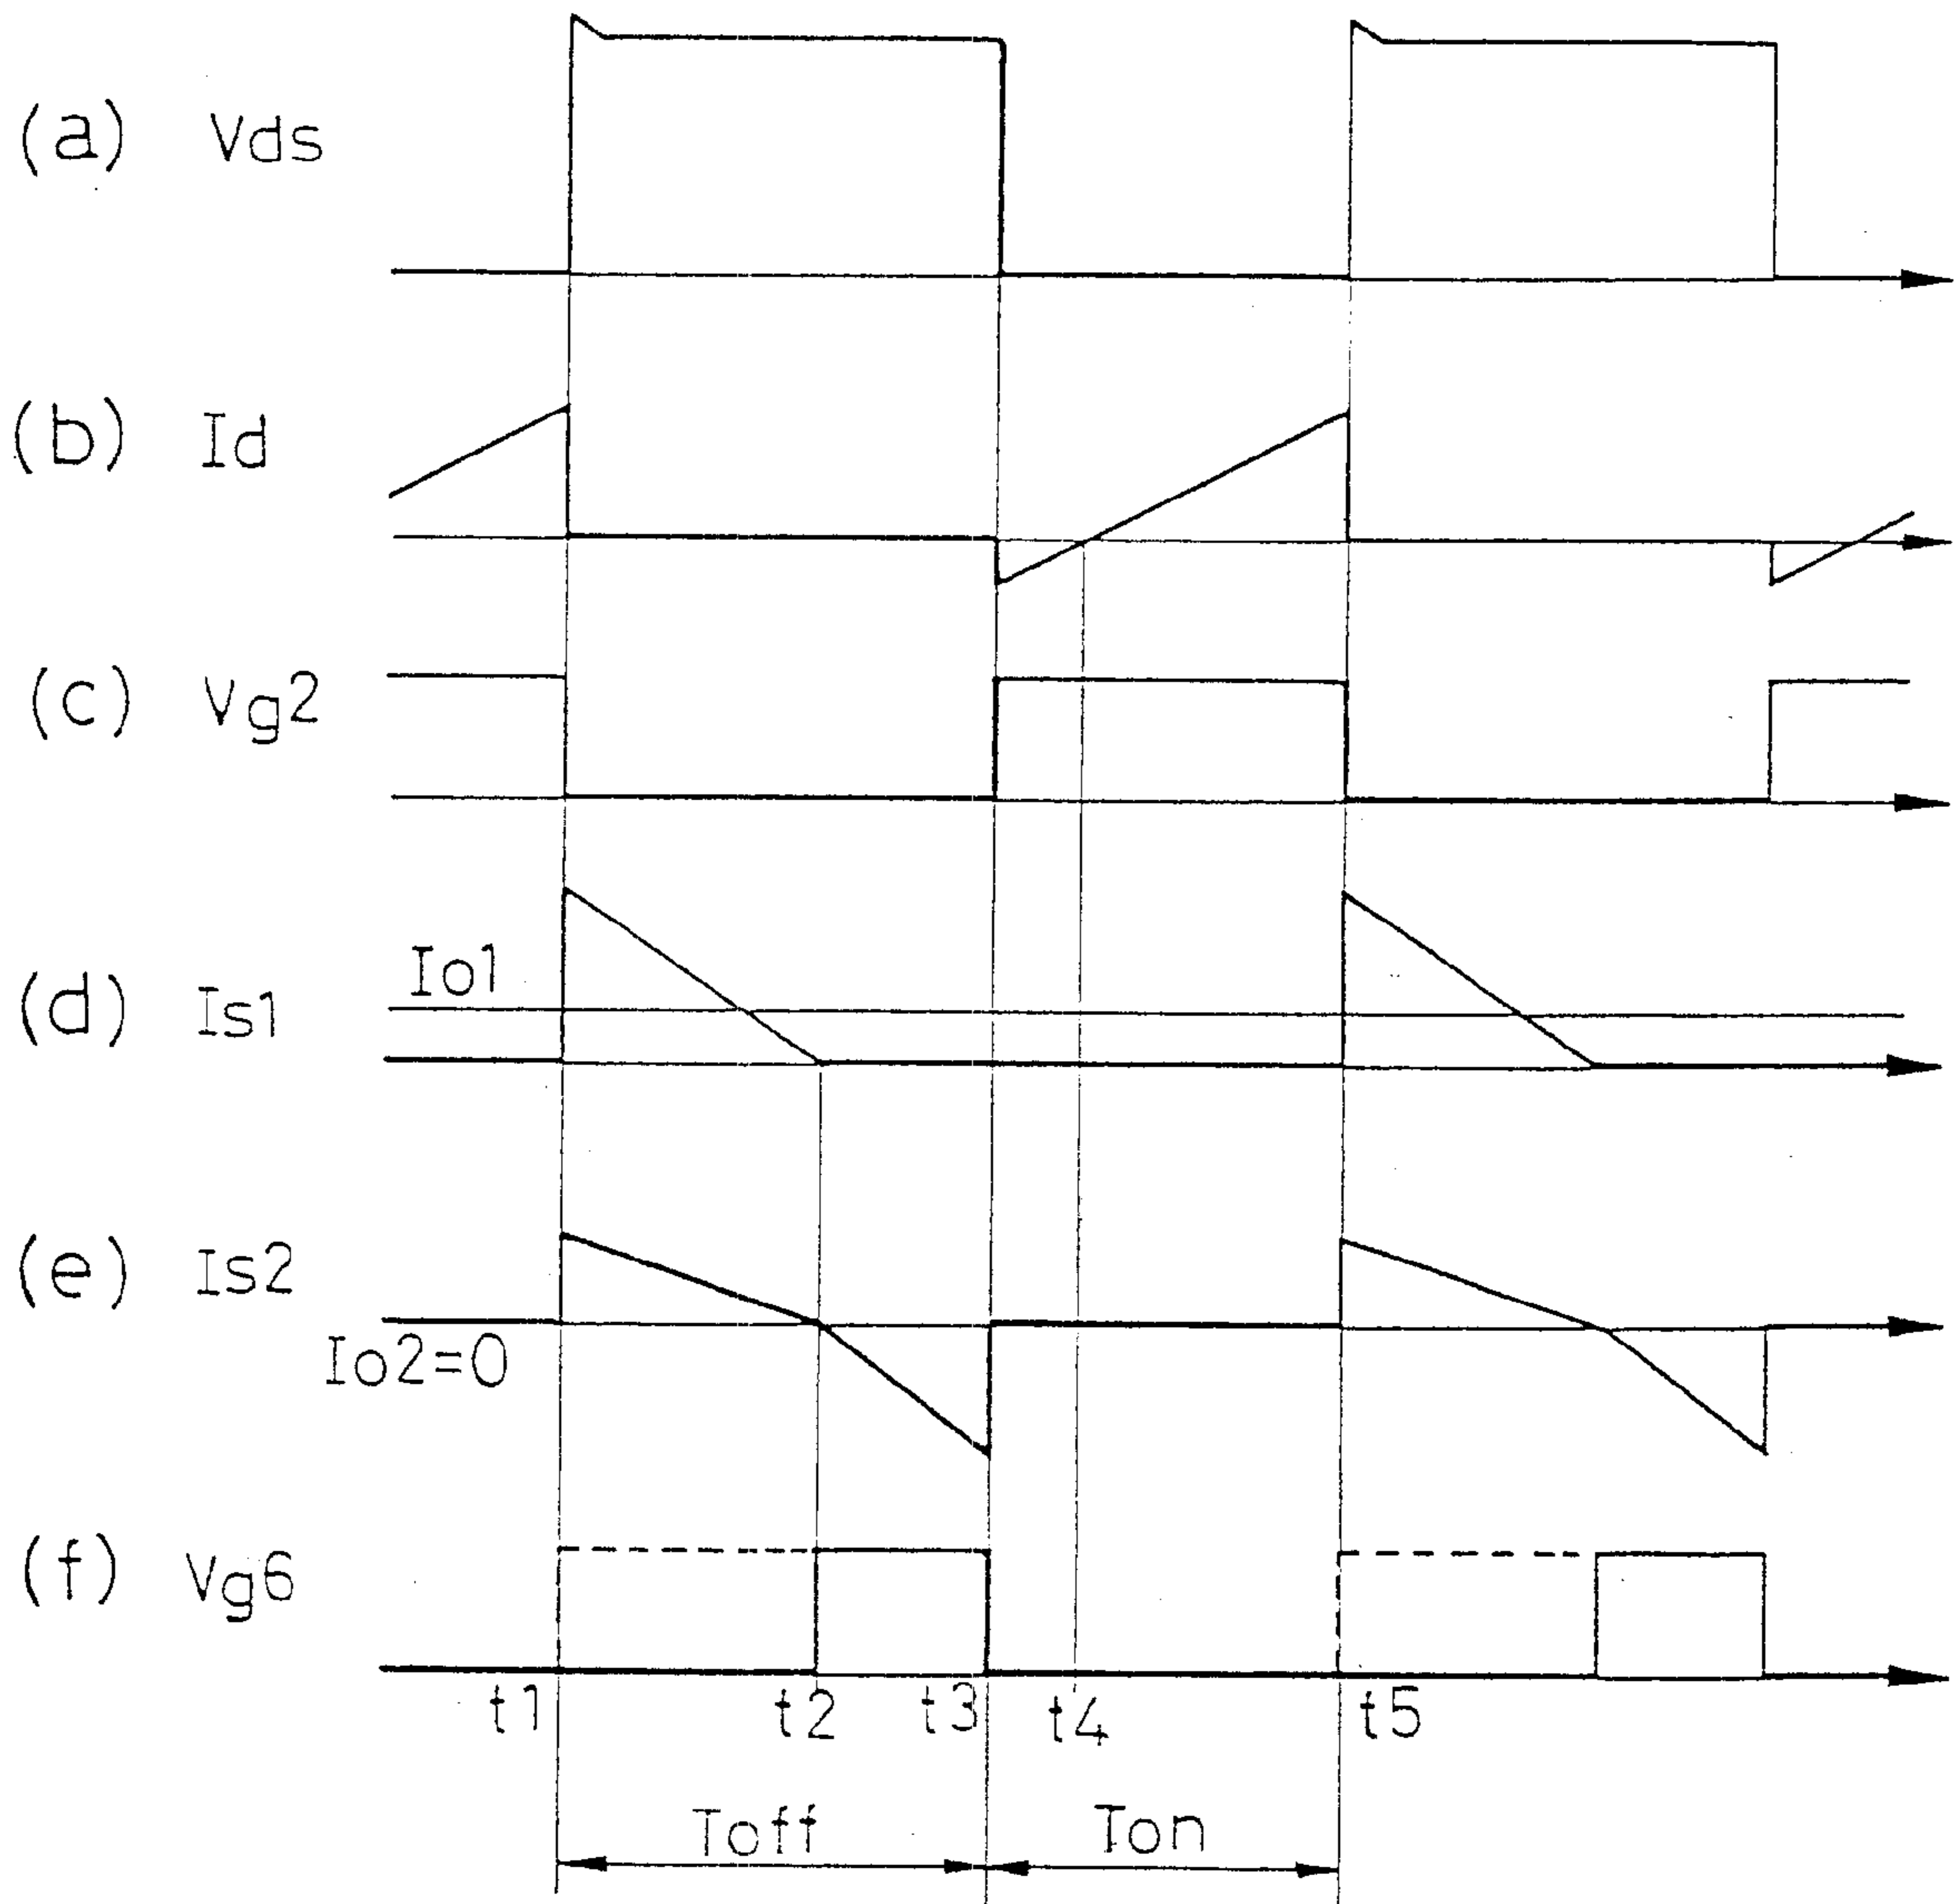 (a) Vds
(b) Id
(c) Vg2
Io1
(d) Is1
(e) Is2
Io2=0
(f) Vg6
t1 t2 t3 t4 t5
Toff Ton